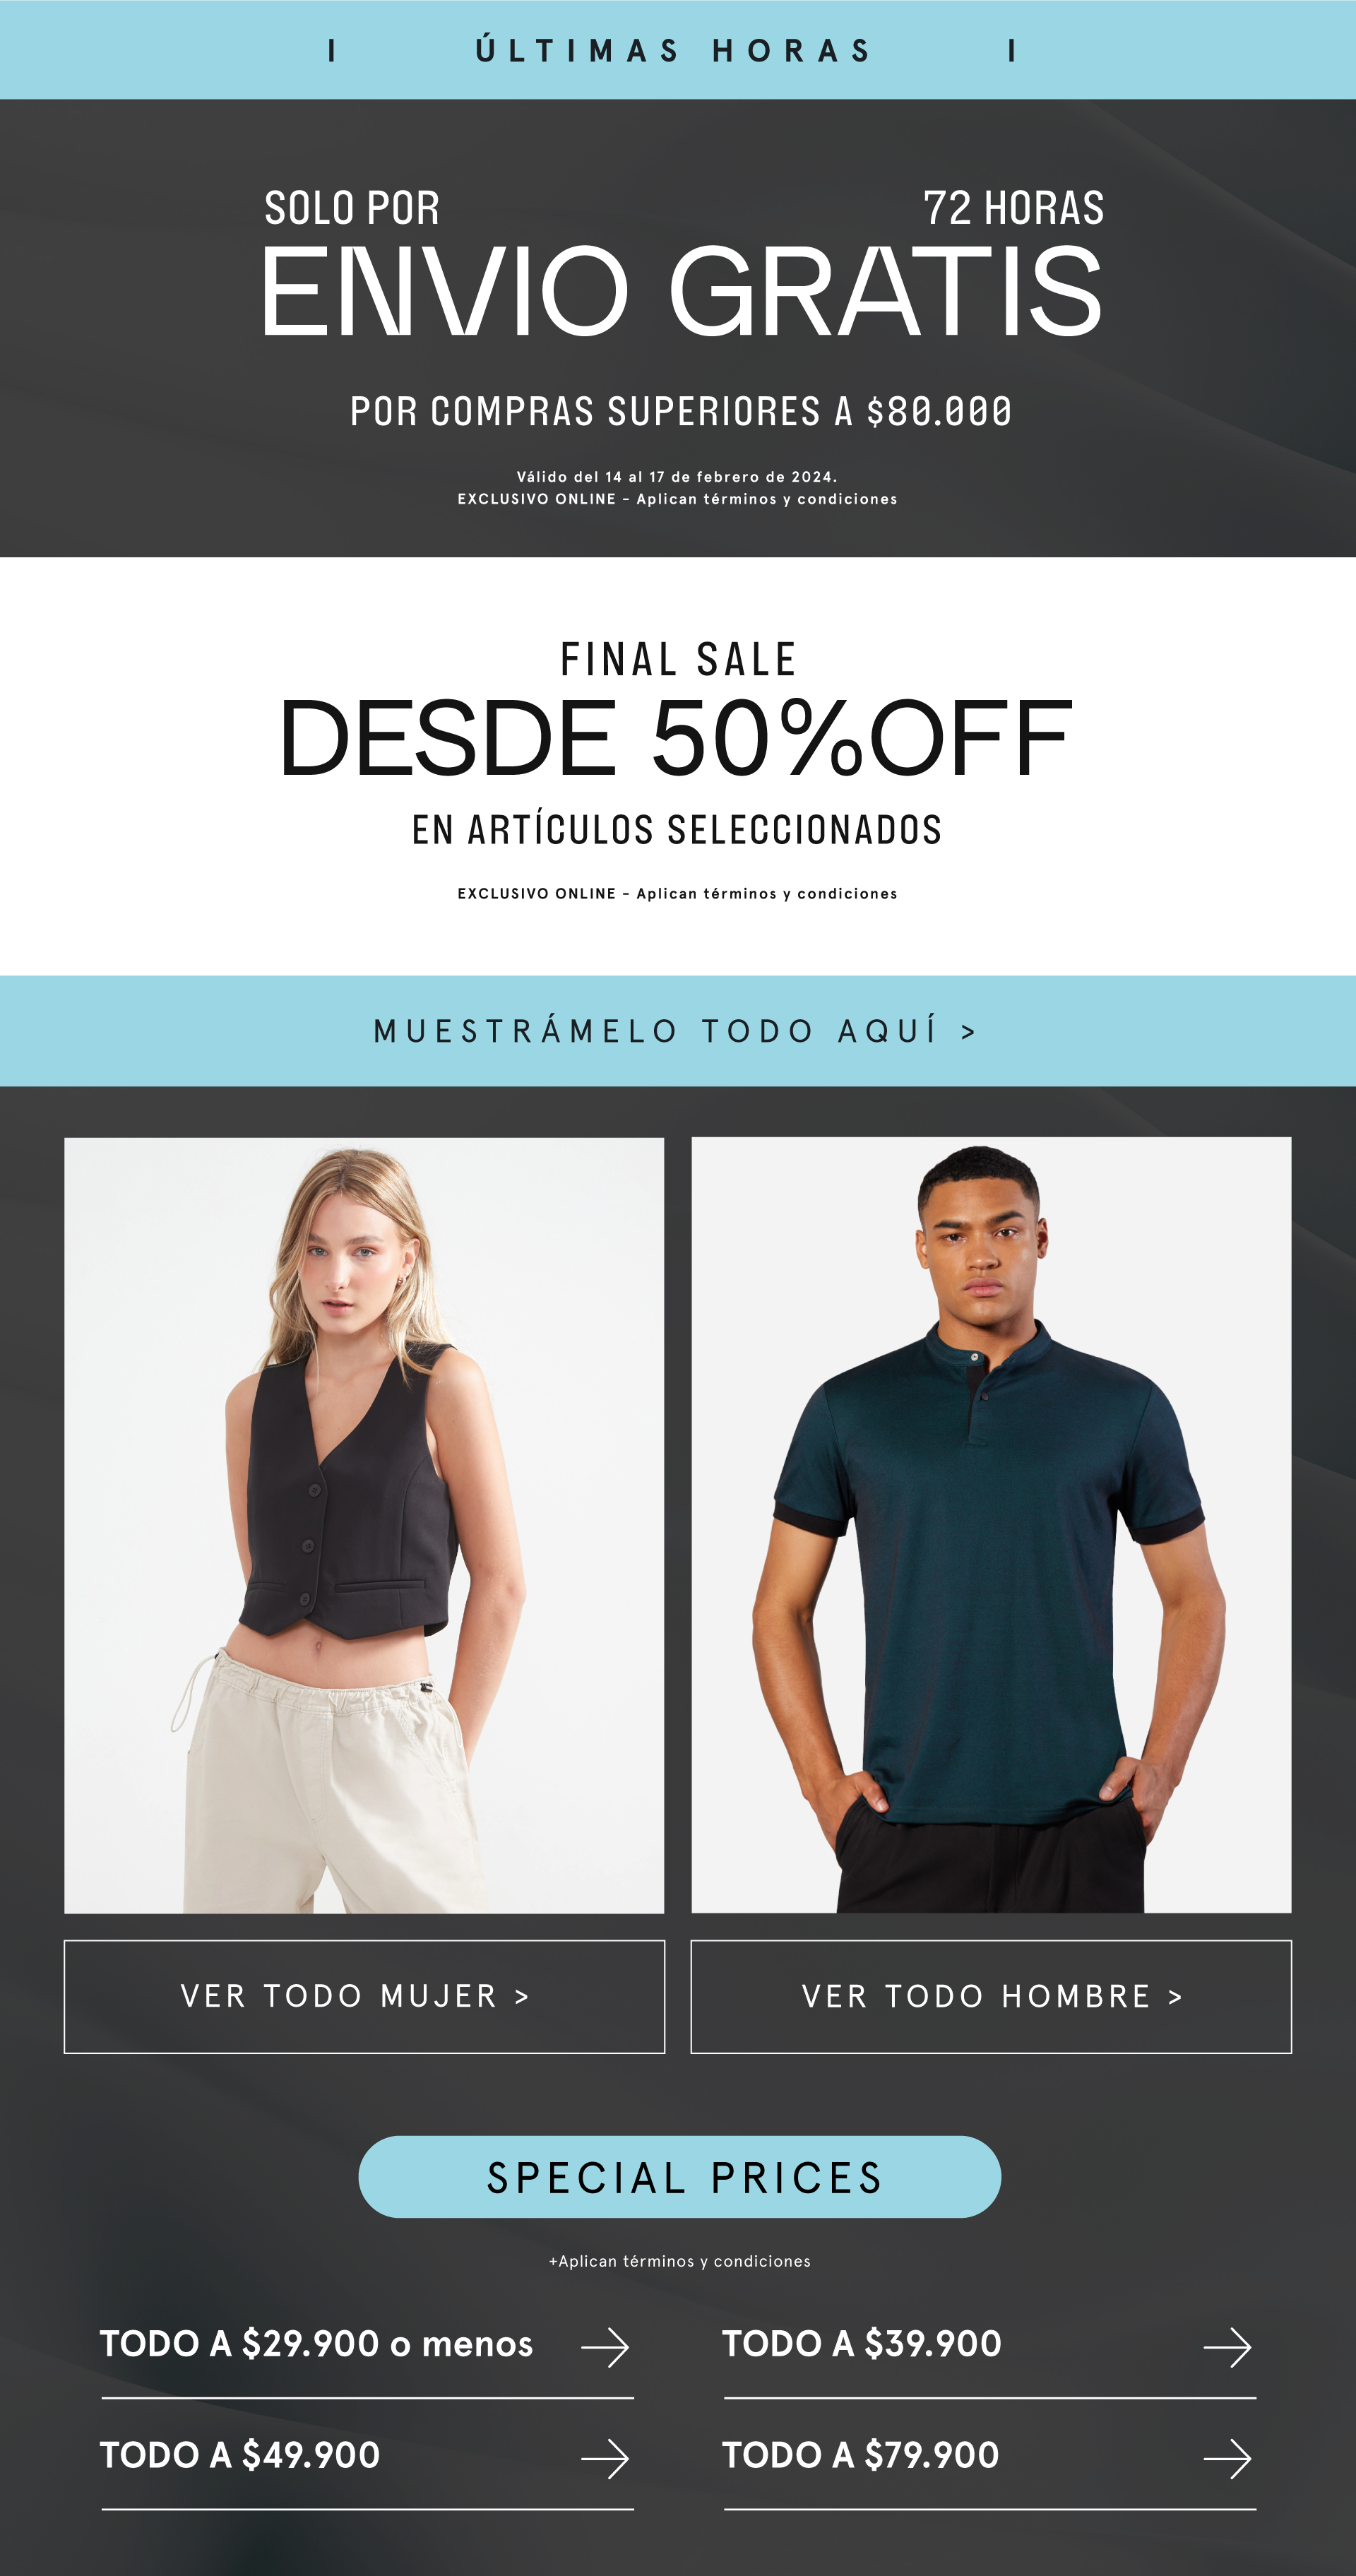 I ÚLTIMAS HORAS I
SOLO POR 72 HORAS
ENVIO GRATIS
POR COMPRAS SUPERIORES A $80.000
Válido del 14 al 17 de febrero de 2024.
EXCLUSIVO ONLINE - Aplican términos y condiciones
FINAL SALE
DESDE 50%OFF
EN ARTÍCULOS SELECCIONADOS
EXCLUSIVO ONLINE - Aplican términos y condiciones
MUESTRÁMELO TODO AQUÍ >
VER TODO MUJER >
VER TODO HOMBRE >
SPECIAL PRICES
+Aplican términos y condiciones
TODO A $29.900 o menos
TODO A $39.900
TODO A $49.900
TODO A $79.900